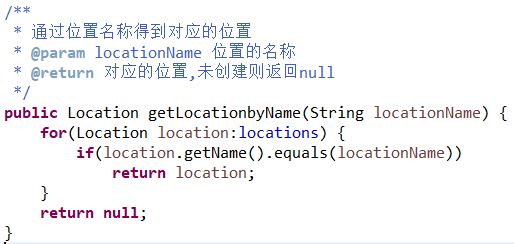 /**
 * 通过位置名称得到对应的位置
 * @param locationName 位置的名称
 * @return 对应的位置,未创建则返回null
 */
public Location getLocationbyName(String locationName) {
    for(Location location:locations) {
        if(location.getName().equals(locationName))
            return location;
    }
    return null;
}